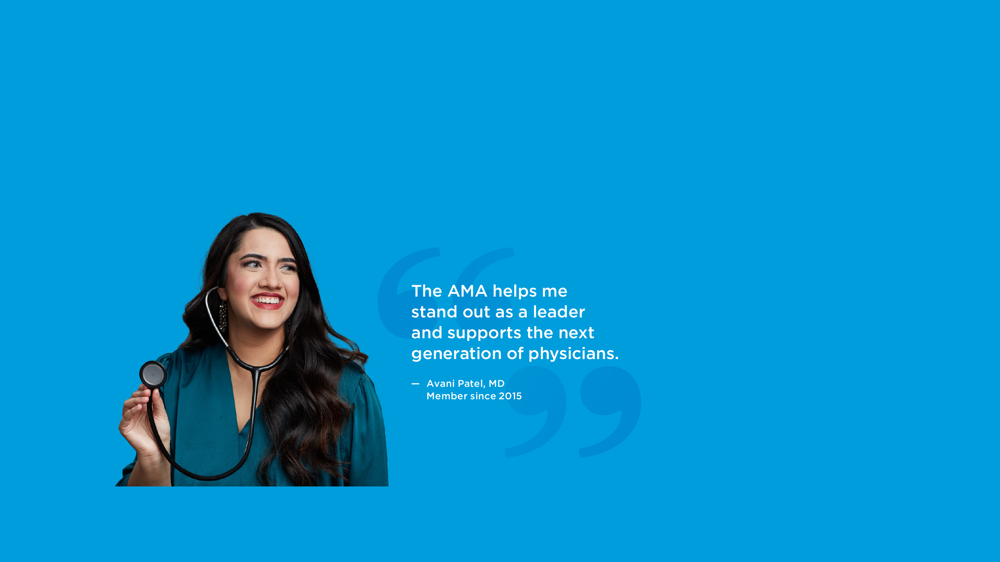 The AMA helps me
stand out as a leader
and supports the next
generation of physicians.
— Avani Patel, MD
Member since 2015